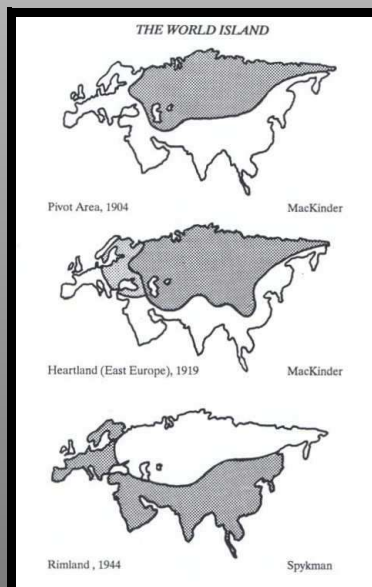 THE WORLD ISLAND
Pivot Area, 1904 MacKinder
Heartland (East Europe), 1919 MacKinder
Rimland , 1944 Spykman